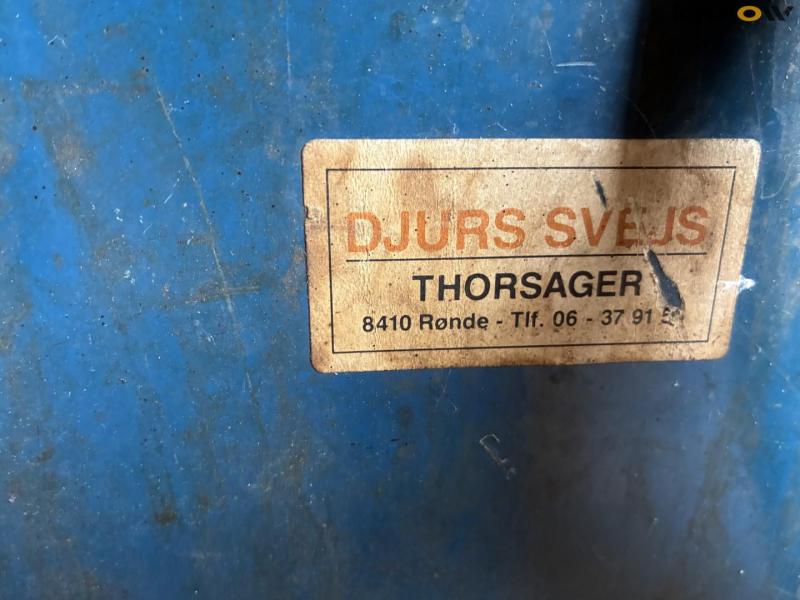 DJURS SVEJS
THORSAGER
8410 Rønde - Tlf. 06 - 37 91